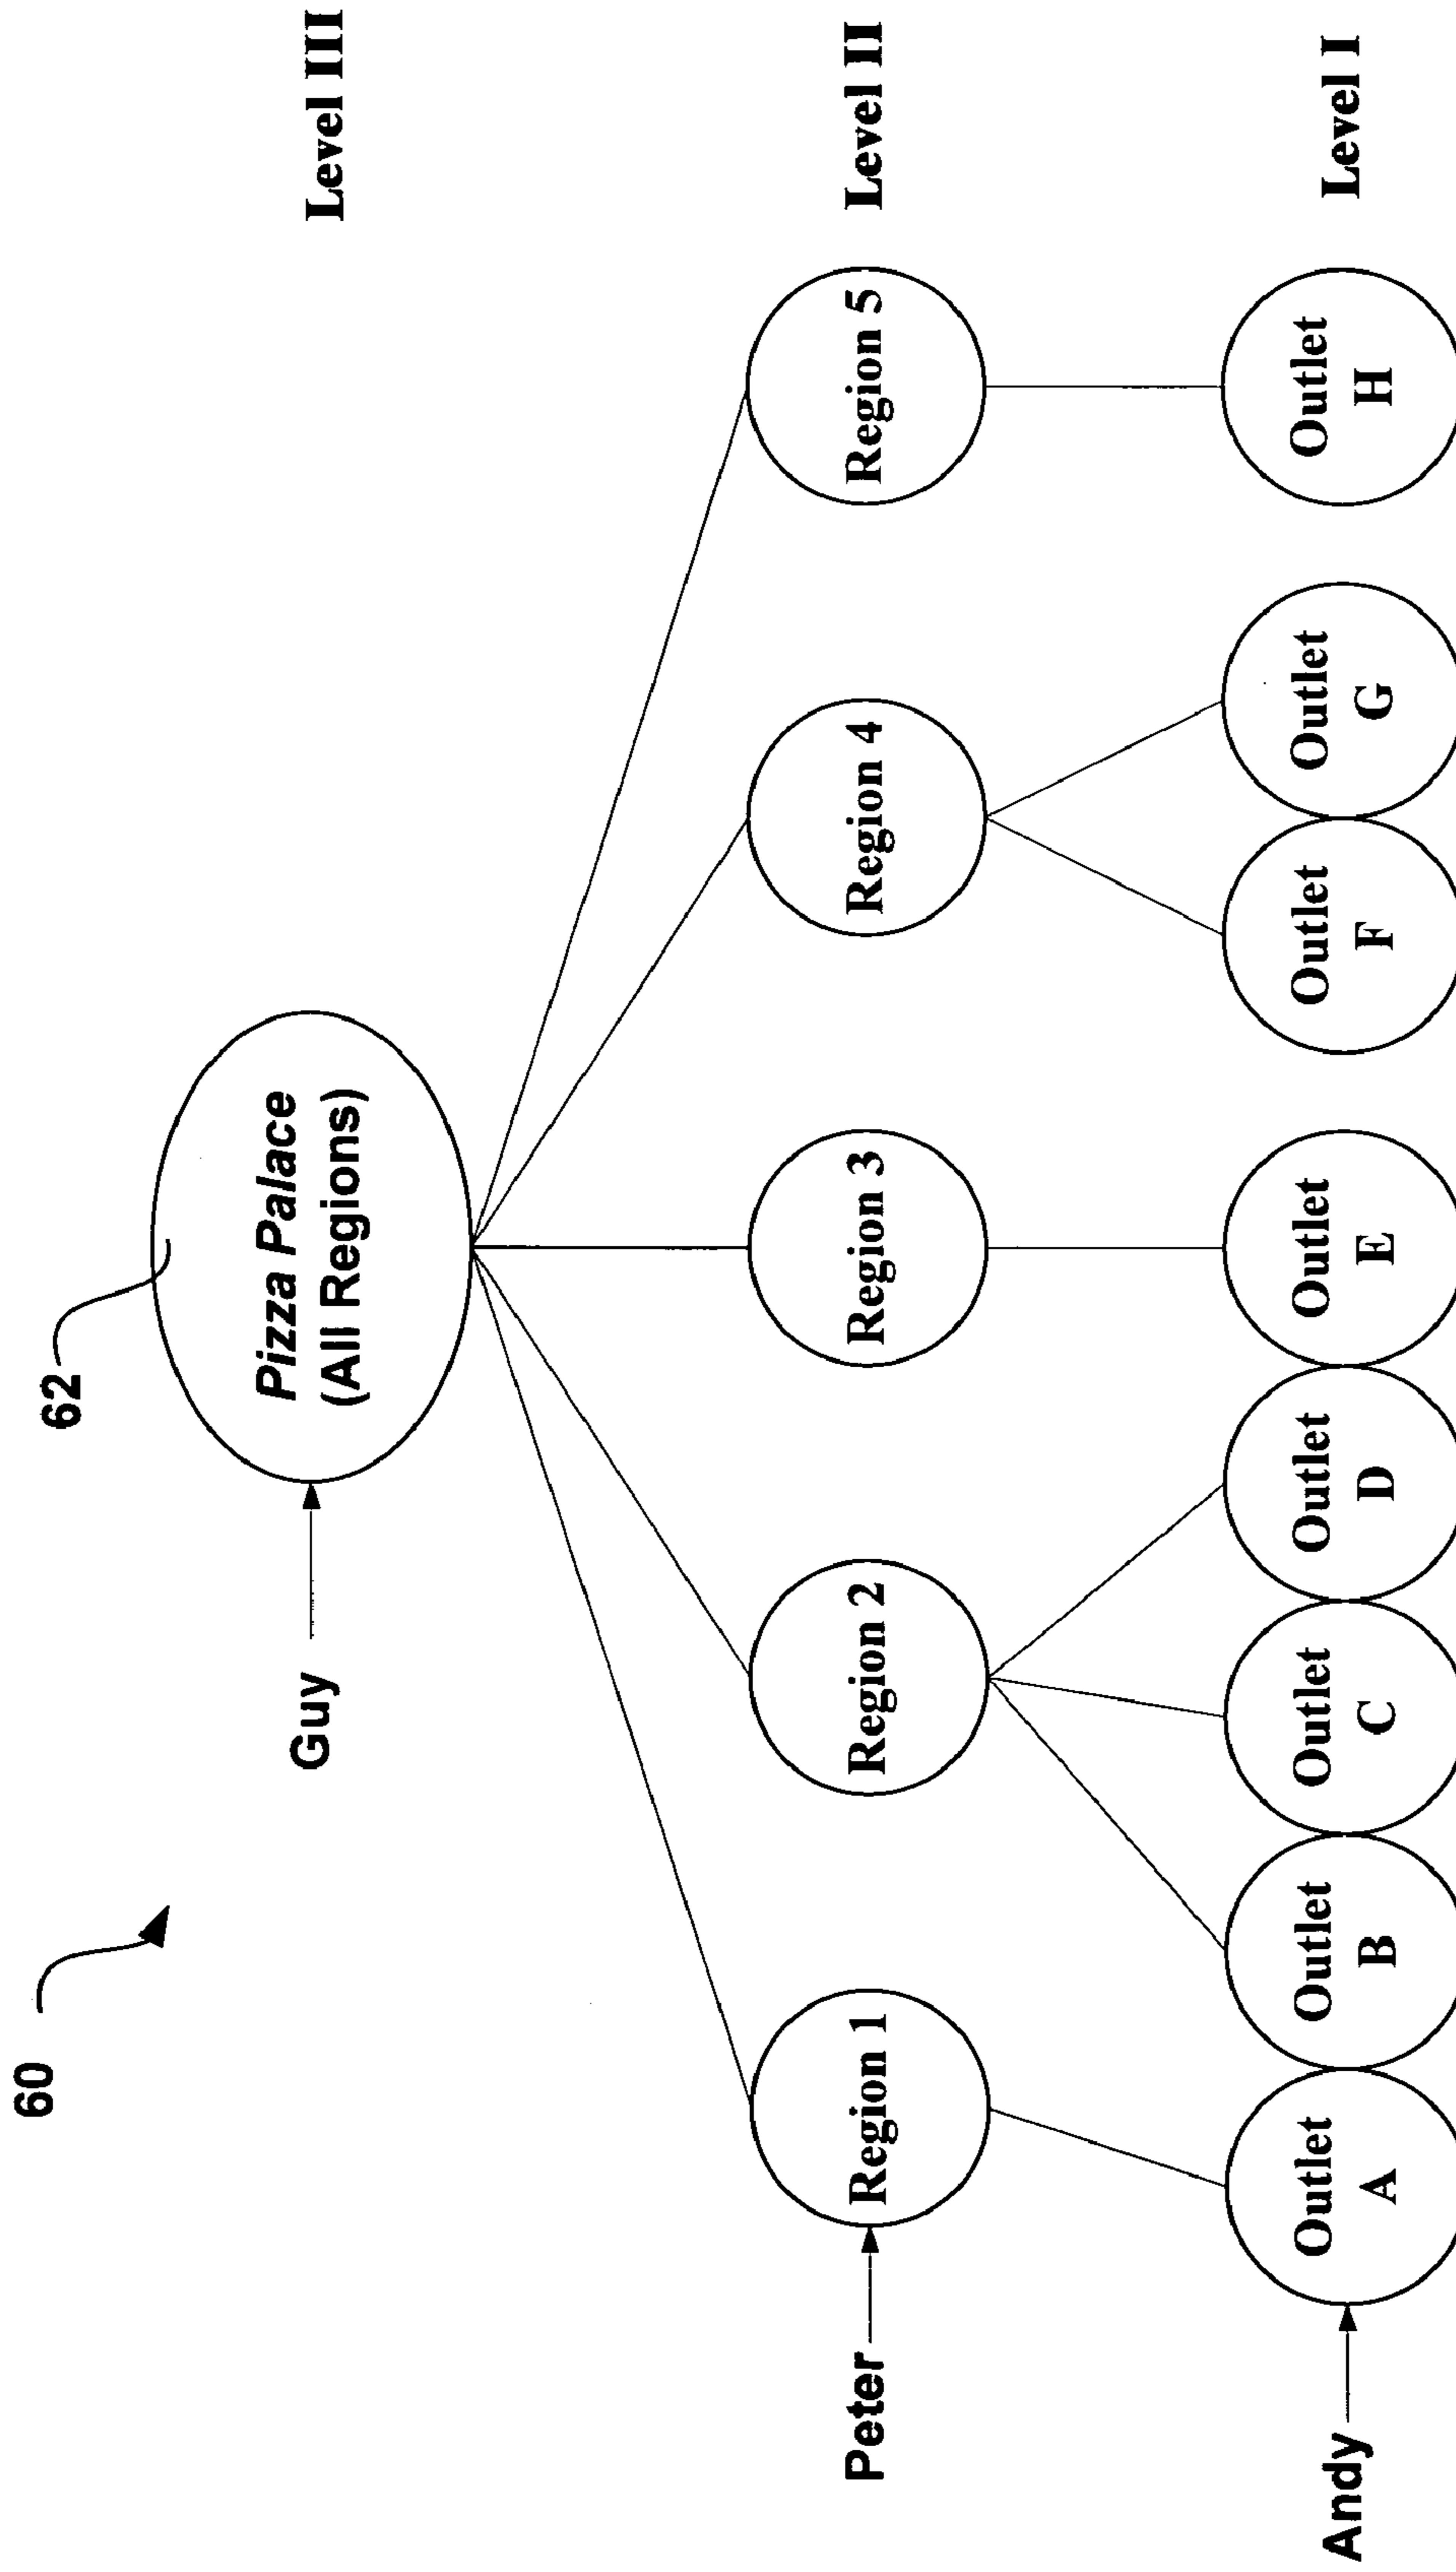 60
62
Guy
Pizza Palace
(All Regions)
Level III
Peter
Region 1
Region 2
Region 3
Region 4
Region 5
Level II
Andy
Outlet
A
Outlet
B
Outlet
C
Outlet
D
Outlet
E
Outlet
F
Outlet
G
Outlet
H
Level I